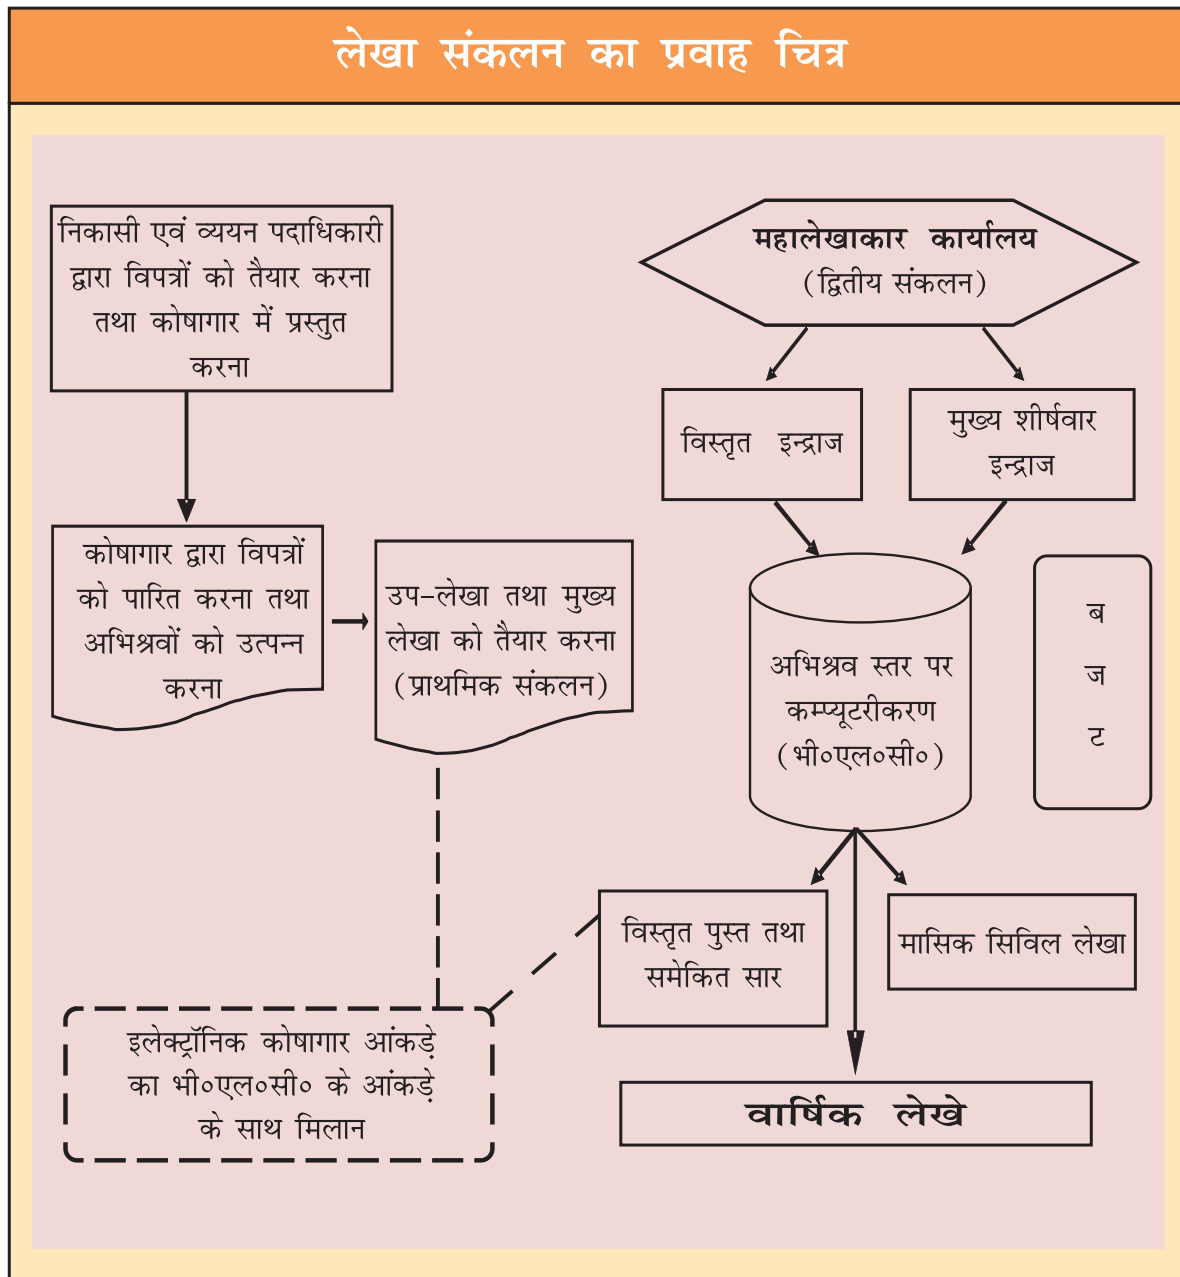 लेखा संकलन का प्रवाह चित्र
निकासी एवं व्ययन पदाधिकारी
द्वारा विपत्रों को तैयार करना
तथा कोषागार में प्रस्तुत
करना
कोषागार द्वारा विपत्रों
को पारित करना तथा
अभिश्रवों को उत्पन्न
करना
उप-लेखा तथा मुख्य
लेखा को तैयार करना
(प्राथमिक संकलन)
महालेखाकार कार्यालय
(द्वितीय संकलन)
विस्तृत इन्द्राज
मुख्य शीर्षवार
इन्द्राज
अभिश्रव स्तर पर
कम्प्यूटरीकरण
(भी०एल०सी०)
ब
ज
ट
विस्तृत पुस्त तथा
समेकित सार
मासिक सिविल लेखा
इलेक्ट्रॉनिक कोषागार आंकड़े
का भी०एल०सी० के आंकड़े
के साथ मिलान
वार्षिक लेखे